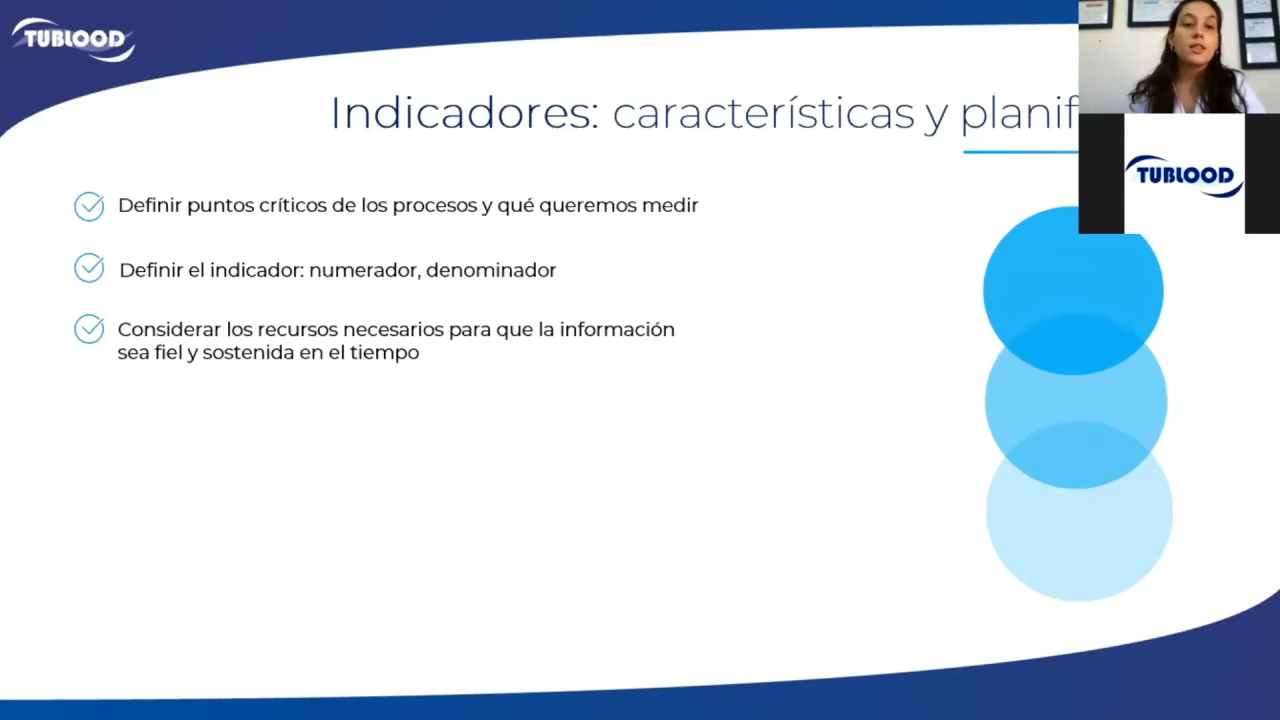 TUBLOOD
Indicadores: características y planif
TUBLOOD
Definir puntos críticos de los procesos y qué queremos medir
Definir el indicador: numerador, denominador
Considerar los recursos necesarios para que la información
sea fiel y sostenida en el tiempo